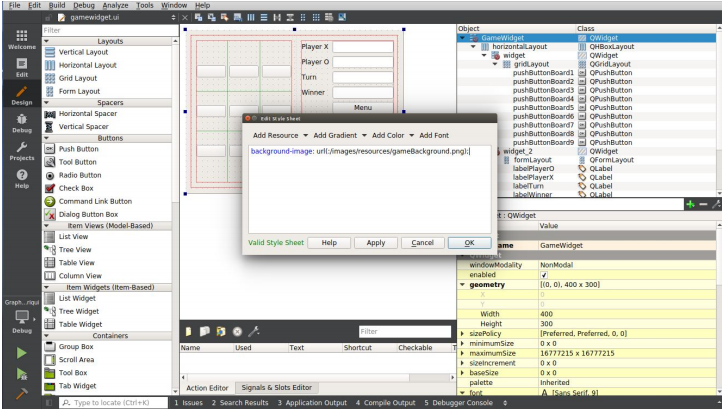 File Edit Build Debug Analyze Tools Window Help
gamewidget.ui
Filter
Layouts
Vertical Layout
Horizontal Layout
Grid Layout
Form Layout
Spacers
Horizontal Spacer
Vertical Spacer
Buttons
Push Button
Tool Button
Radio Button
Check Box
Command Link Button
Dialog Button Box
Item Views (Model-Based)
List View
Tree View
Table View
Column View
Item Widgets (Item-Based)
List Widget
Tree Widget
Table Widget
Containers
Group Box
Scroll Area
Tool Box
Tab Widget
Welcome
Edit
Design
Debug
Projects
Help
Graph...riqui
Debug
Player X
Player O
Turn
Winner
Menu
Edit Style Sheet
Add Resource Add Gradient Add Color Add Font
background-image: url(:/images/resources/gameBackground.png);
Valid Style Sheet Help Apply Cancel OK
Filter
Name Used Text Shortcut Checkable T
Action Editor Signals & Slots Editor
Object Class
GameWidget QWidget
horizontalLayout QHBoxLayout
widget QWidget
gridLayout QGridLayout
pushButtonBoard1 QPushButton
pushButtonBoard2 QPushButton
pushButtonBoard3 QPushButton
pushButtonBoard4 QPushButton
pushButtonBoard5 QPushButton
pushButtonBoard6 QPushButton
pushButtonBoard7 QPushButton
pushButtonBoard8 QPushButton
pushButtonBoard9 QPushButton
widget_2 QWidget
formLayout QFormLayout
labelPlayerO QLabel
labelPlayerX QLabel
labelTurn QLabel
labelWinner QLabel
et : QWidget
Value
ame GameWidget
windowModality NonModal
enabled
geometry [(0, 0), 400 x 300]
X 0
Y 0
Width 400
Height 300
sizePolicy [Preferred, Preferred, 0, 0]
minimumSize 0 x 0
maximumSize 16777215 x 16777215
sizeIncrement 0 x 0
baseSize 0 x 0
palette Inherited
font A [Sans Serif, 9]
Type to locate (Ctrl+K) 1 Issues 2 Search Results 3 Application Output 4 Compile Output 5 Debugger Console